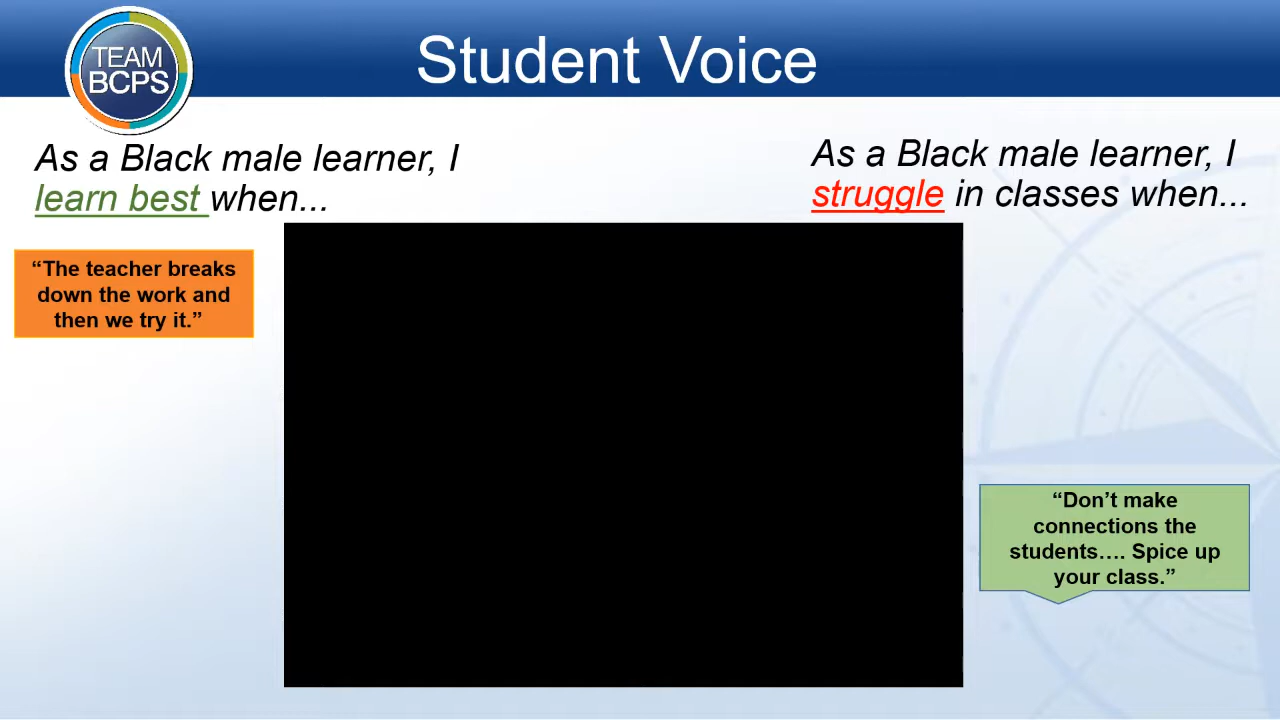 TEAM
BCPS
Student Voice
As a Black male learner, I
learn best when...
As a Black male learner, I
struggle in classes when...
“The teacher breaks
down the work and
then we try it.”
“Don’t make
connections the
students…. Spice up
your class.”